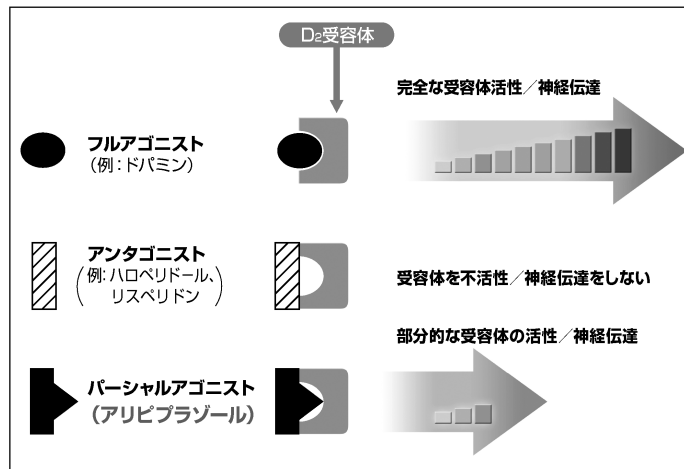 D₂受容体
完全な受容体活性／神経伝達
フルアゴニスト
（例：ドパミン）
アンタゴニスト
（例：ハロペリドール、
リスペリドン）
受容体を不活性／神経伝達をしない
部分的な受容体の活性／神経伝達
パーシャルアゴニスト
（アリピプラゾール）